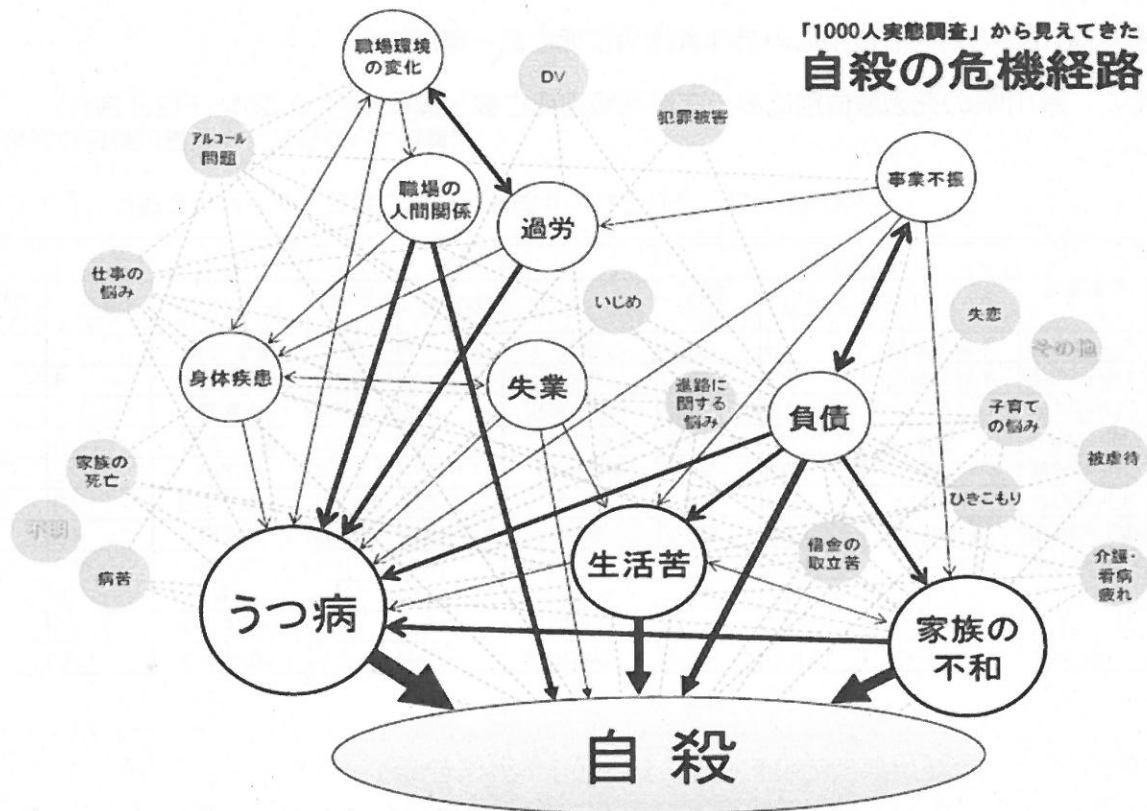 「1000人実態調査」から見えてきた
自殺の危機経路
職場環境
の変化
DV
犯罪被害
アルコール
問題
職場の
人間関係
過労
事業不振
仕事の
悩み
いじめ
失恋
その他
身体疾患
失業
進路に
関する
悩み
負債
子育て
の悩み
家族の
死亡
被虐待
ひきこもり
不明
病苦
うつ病
生活苦
借金の
取立苦
介護・
看病
疲れ
家族の
不和
自殺